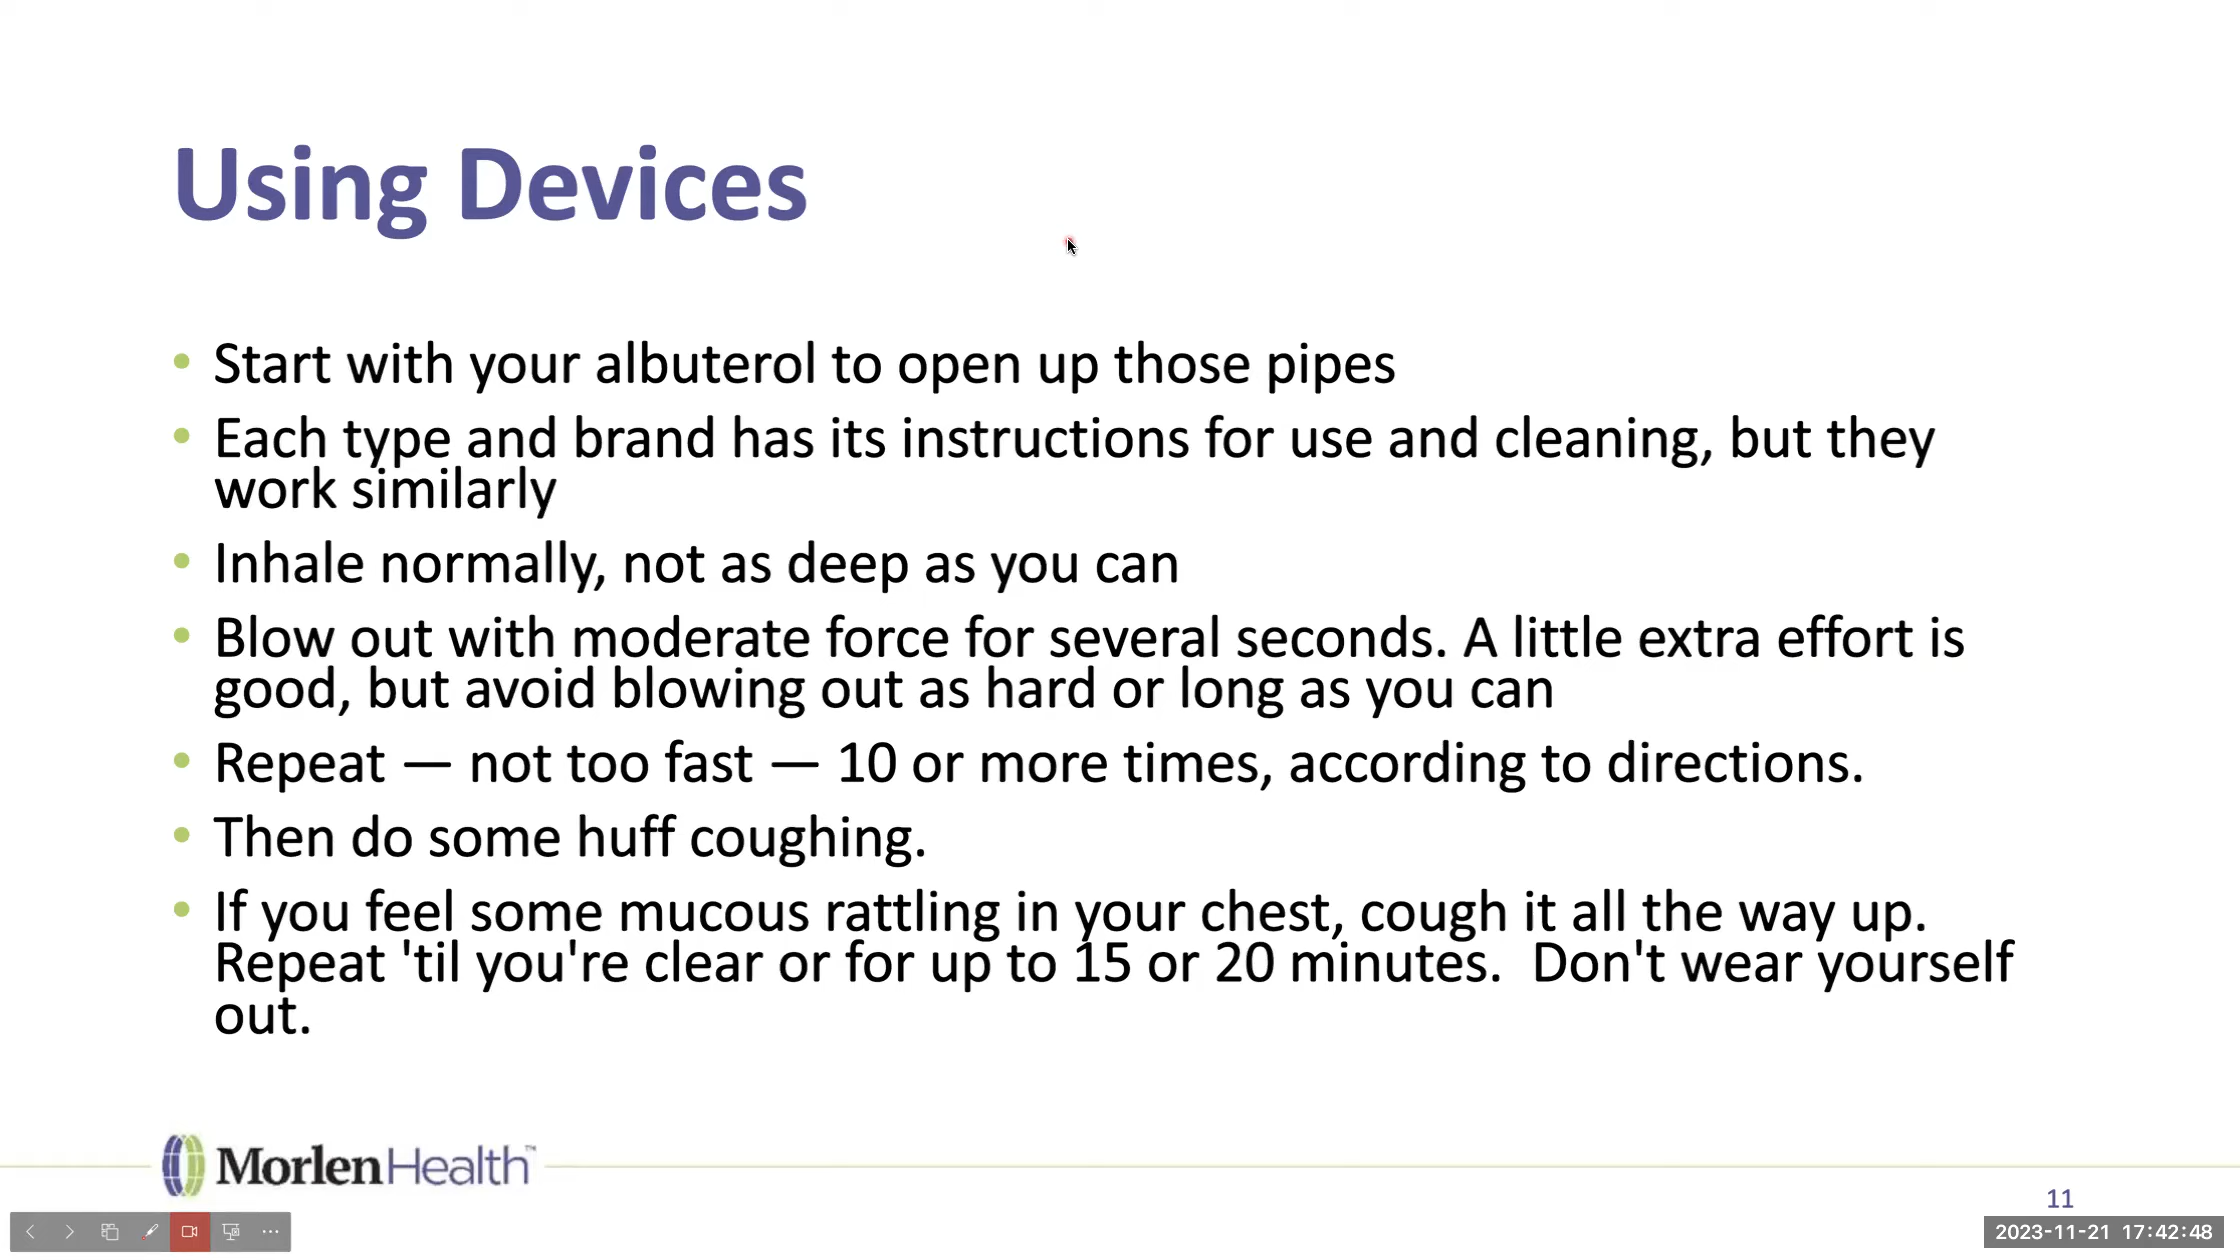 Using Devices
• Start with your albuterol to open up those pipes
• Each type and brand has its instructions for use and cleaning, but they
work similarly
• Inhale normally, not as deep as you can
• Blow out with moderate force for several seconds. A little extra effort is
good, but avoid blowing out as hard or long as you can
• Repeat — not too fast — 10 or more times, according to directions.
• Then do some huff coughing.
• If you feel some mucous rattling in your chest, cough it all the way up.
Repeat 'til you're clear or for up to 15 or 20 minutes.  Don't wear yourself
out.
MorlenHealth™
11
2023-11-21 17:42:48